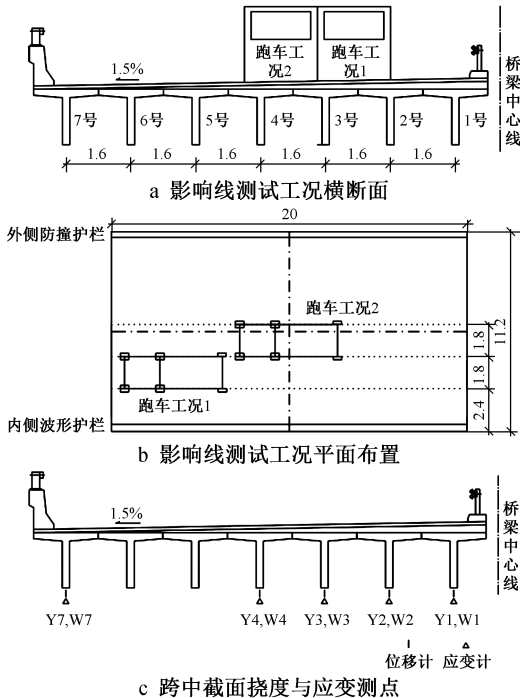 跑车工况2
跑车工况1
1.5%
7号 6号 5号 4号 3号 2号 1号
1.6 1.6 1.6 1.6 1.6 1.6
桥梁中心线
a 影响线测试工况横断面
20
外侧防撞护栏
跑车工况2
跑车工况1
内侧波形护栏
1.8
1.8
2.4
11.2
b 影响线测试工况平面布置
1.5%
桥梁中心线
Y7,W7 Y4,W4 Y3,W3 Y2,W2 Y1,W1
位移计 应变计
c 跨中截面挠度与应变测点